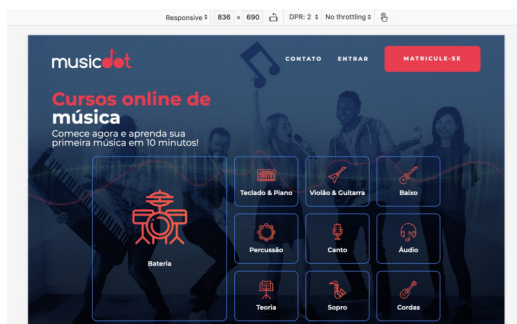 Responsive 836 × 690 DPR: 2 No throttling
musicdot
CONTATO ENTRAR MATRICULE-SE
Cursos online de
música
Comece agora e aprenda sua
primeira música em 10 minutos!
Teclado & Piano Violão & Guitarra Baixo
Percussão Canto Áudio
Bateria
Teoria Sopro Cordas